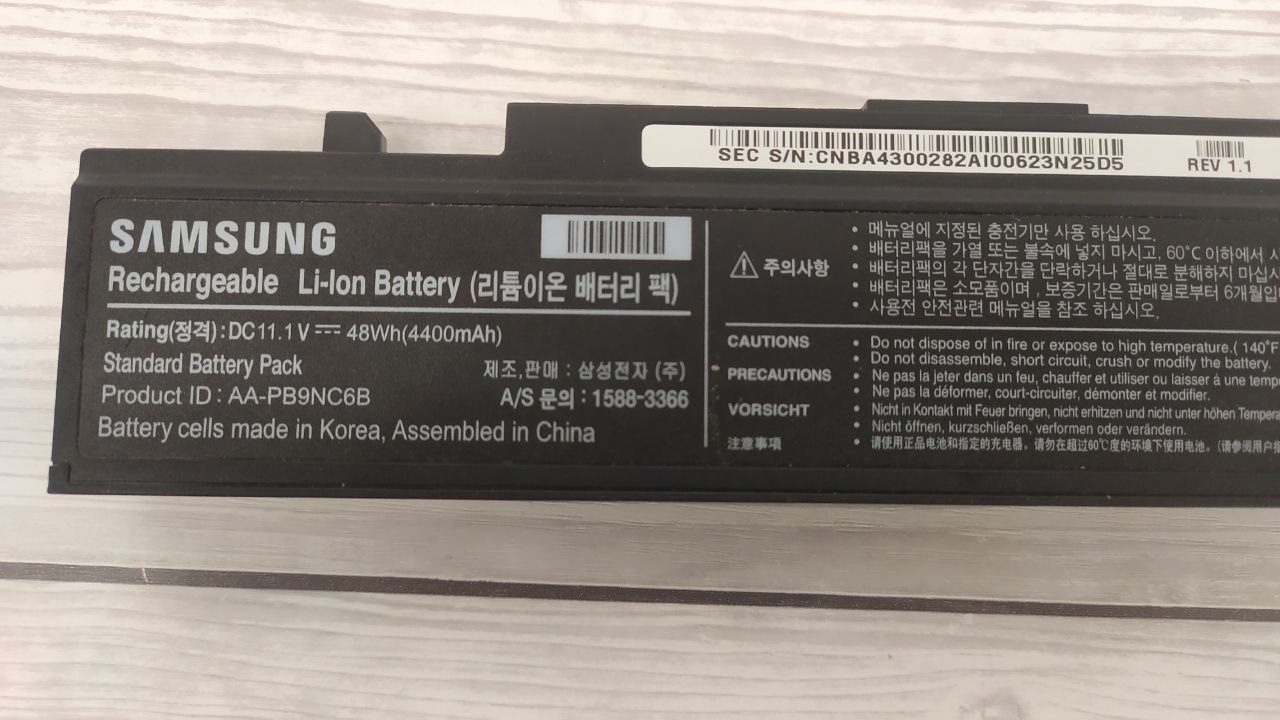 SEC S/N:CNBA4300282AI00623N25D5
REV 1.1
SAMSUNG
Rechargeable Li-Ion Battery (리튬이온 배터리 팩)
Rating(정격) : DC 11.1V ⎓ 48Wh(4400mAh)
Standard Battery Pack
제조,판매 : 삼성전자 (주)
Product ID : AA-PB9NC6B
A/S 문의 : 1588-3366
Battery cells made in Korea, Assembled in China
주의사항
• 메뉴얼에 지정된 충전기만 사용 하십시오.
• 배터리팩을 가열 또는 불속에 넣지 마시고, 60°C 이하에서
• 배터리팩의 각 단자간을 단락하거나 절대로 분해하지 마십시
• 배터리팩은 소모품이며, . 보증기간은 판매일로부터 6개월입
• 사용전 안전관련 메뉴얼을 참조 하십시오.
CAUTIONS
• Do not dispose of in fire or expose to high temperature.( 140°F
• Do not disassemble, short circuit, crush or modify the battery.
PRECAUTIONS
• Ne pas la jeter dans un feu, chauffer et utiliser ou laisser à une tempé
• Ne pas la déformer, court-circuiter, démonter et modifier.
VORSICHT
• Nicht in Kontakt mit Feuer bringen, nicht erhitzen und nicht unter höhen Tempera
• Nicht öffnen, kurzschließen, verformen oder verändern.
注意事项
• 请使用正品电池和指定的充电器。请勿在超过60℃度的环境下使用电池。(请参阅用户指